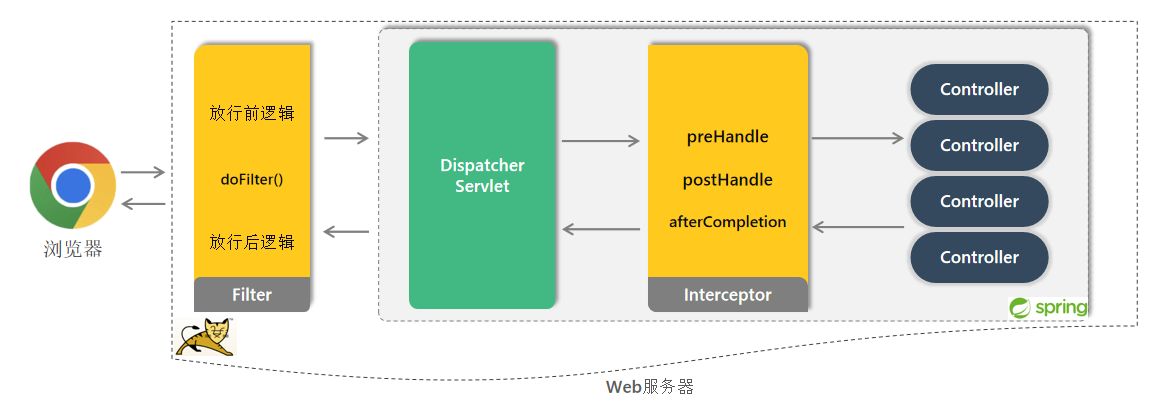 浏览器
放行前逻辑
doFilter()
放行后逻辑
Filter
Dispatcher
Servlet
preHandle
postHandle
afterCompletion
Interceptor
Controller
Controller
Controller
Controller
spring
Web服务器